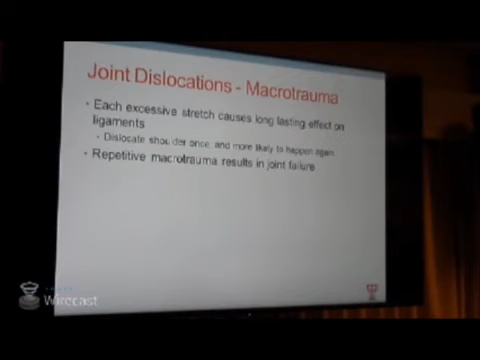 Joint Dislocations - Macrotrauma
• Each excessive stretch causes long lasting effect on
ligaments
• Dislocate shoulder once, and more likely to happen again
• Repetitive macrotrauma results in joint failure
Wirecast